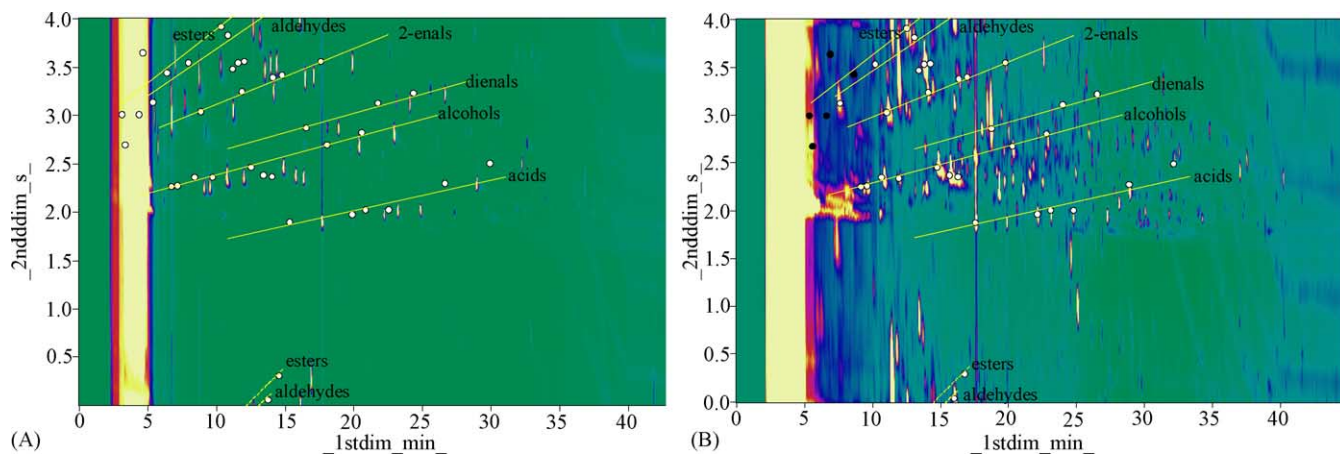 4.0
3.5
3.0
2.5
2.0
1.5
1.0
0.5
_2ndddim_s_
esters
aldehydes
2-enals
dienals
alcohols
acids
esters
aldehydes
0 5 10 15 20 25 30 35 40
_1stdim_min_
(A)
4.0
3.5
3.0
2.5
2.0
1.5
1.0
0.5
0.0
_2ndddim_s_
esters
aldehydes
2-enals
dienals
alcohols
acids
esters
aldehydes
0 5 10 15 20 25 30 35 40
_1stdim_min_
(B)